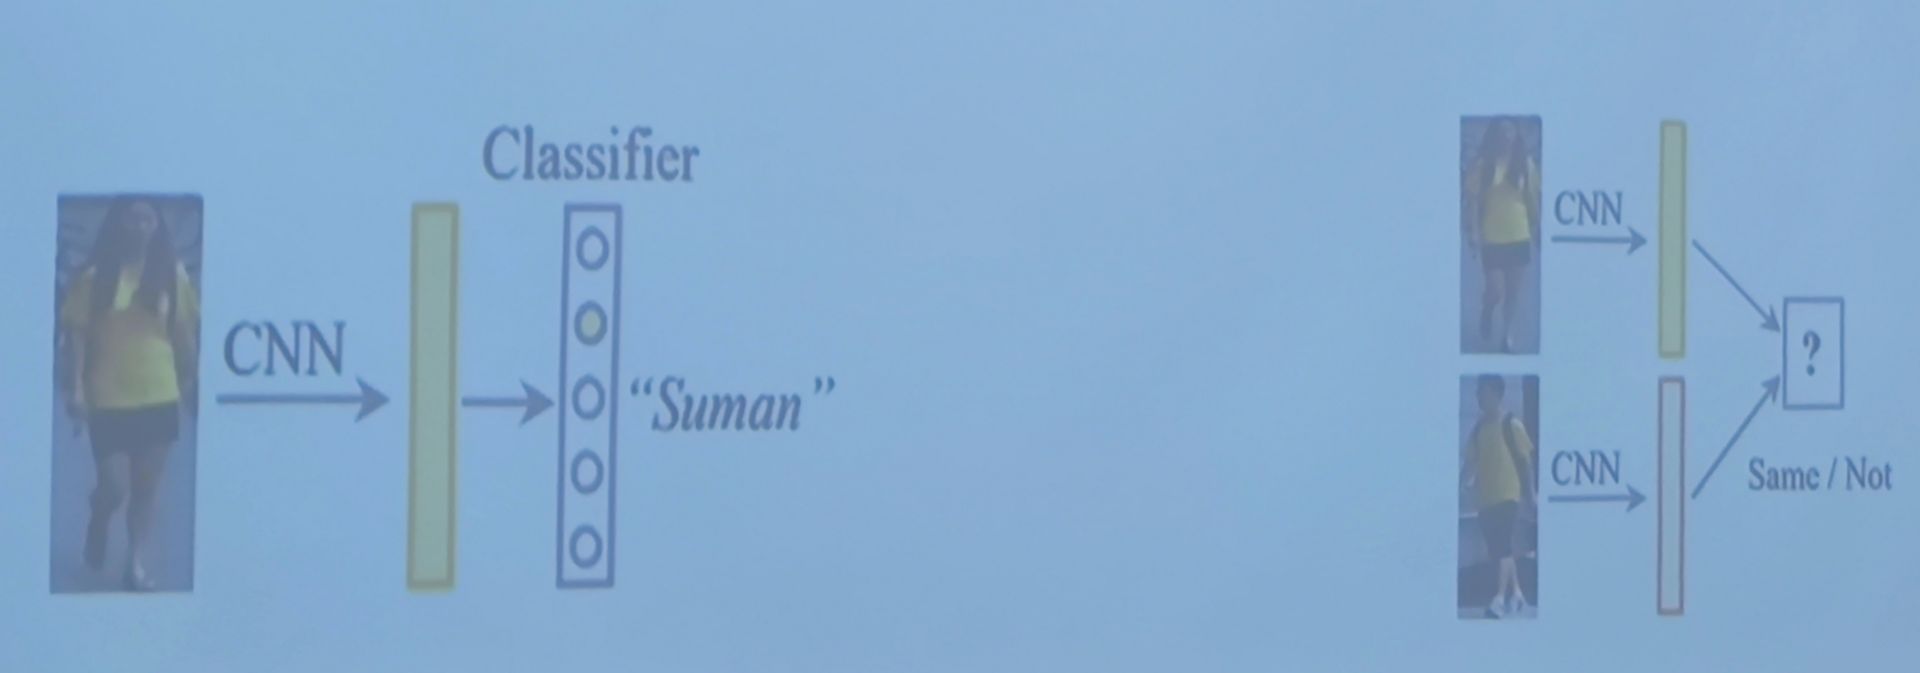 Classifier
CNN
“Suman”
CNN
?
CNN
Same / Not